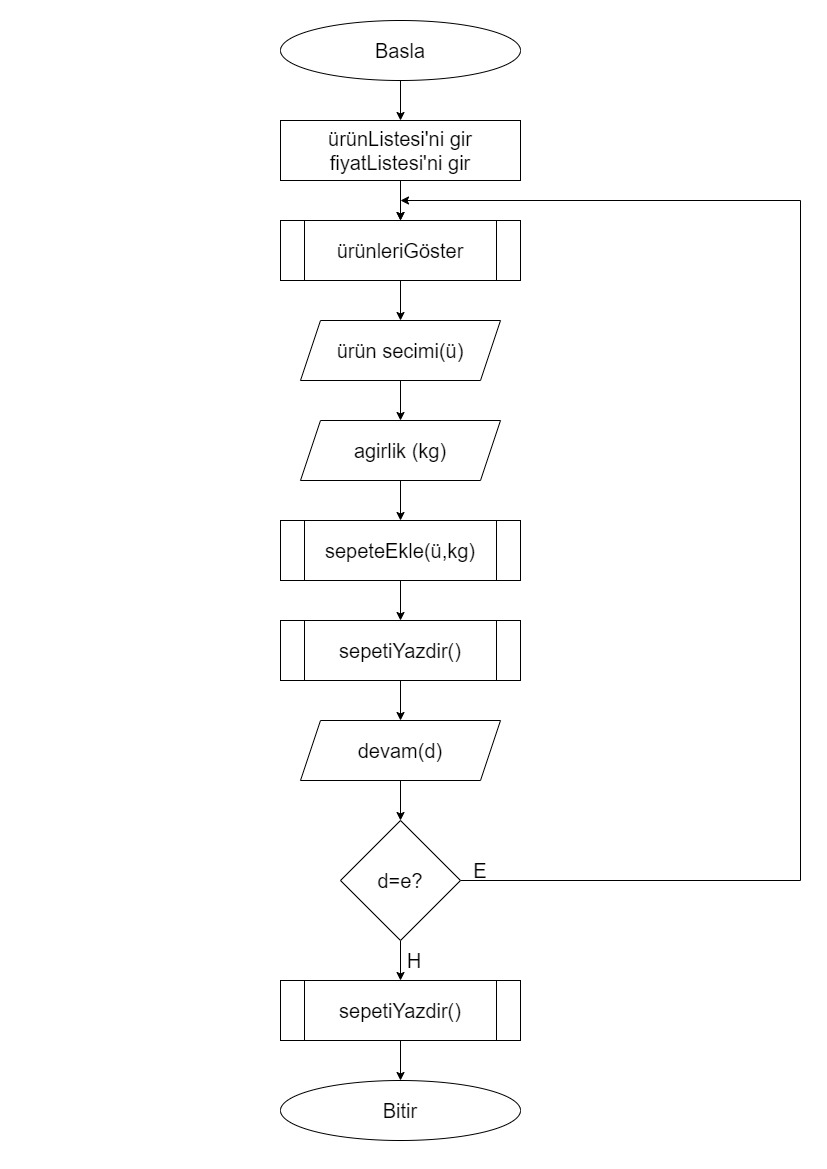 Basla
ürünListesi'ni gir
fiyatListesi'ni gir
ürünleriGöster
ürün secimi(ü)
agirlik (kg)
sepeteEkle(ü,kg)
sepetiYazdir()
devam(d)
d=e?
E
H
sepetiYazdir()
Bitir